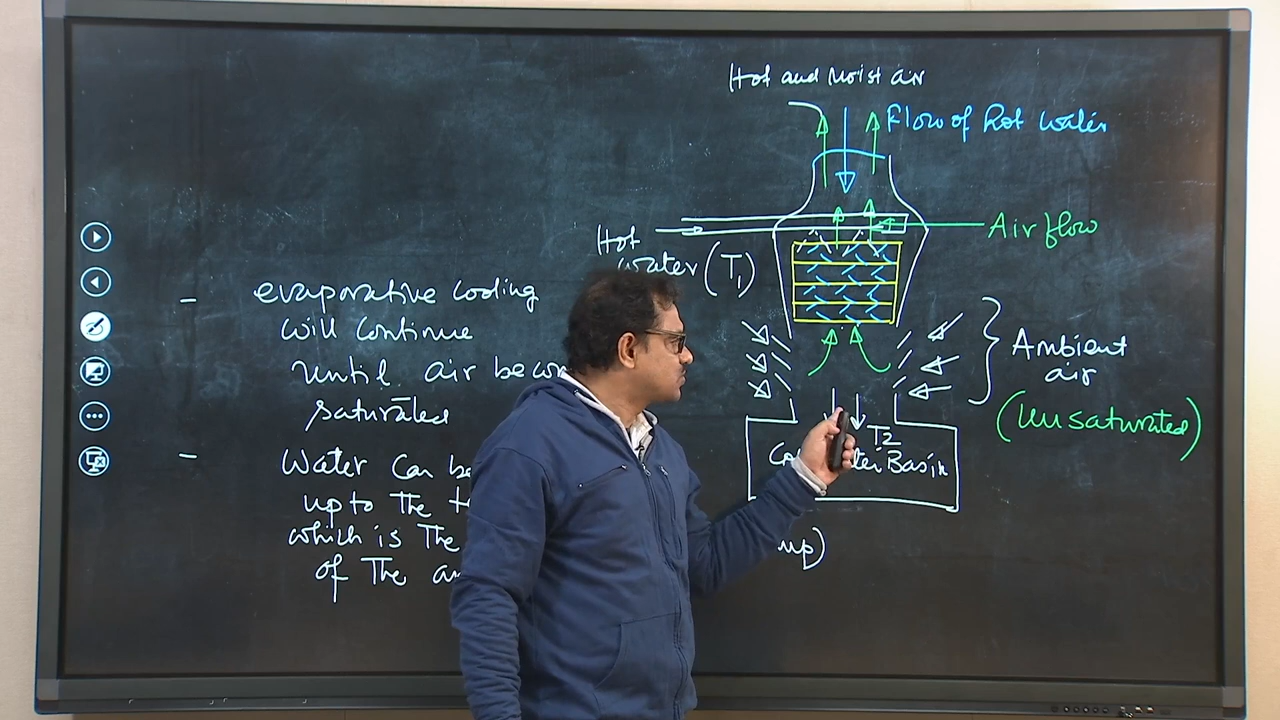 Hot and Moist air
Flow of hot water
Air flow
Hot
water (T1)
Ambient
air
(Unsaturated)
T2
Basin
up)
- evaporative cooling
will continue
until air
saturated
- Water can be
up to the
which is the
of the